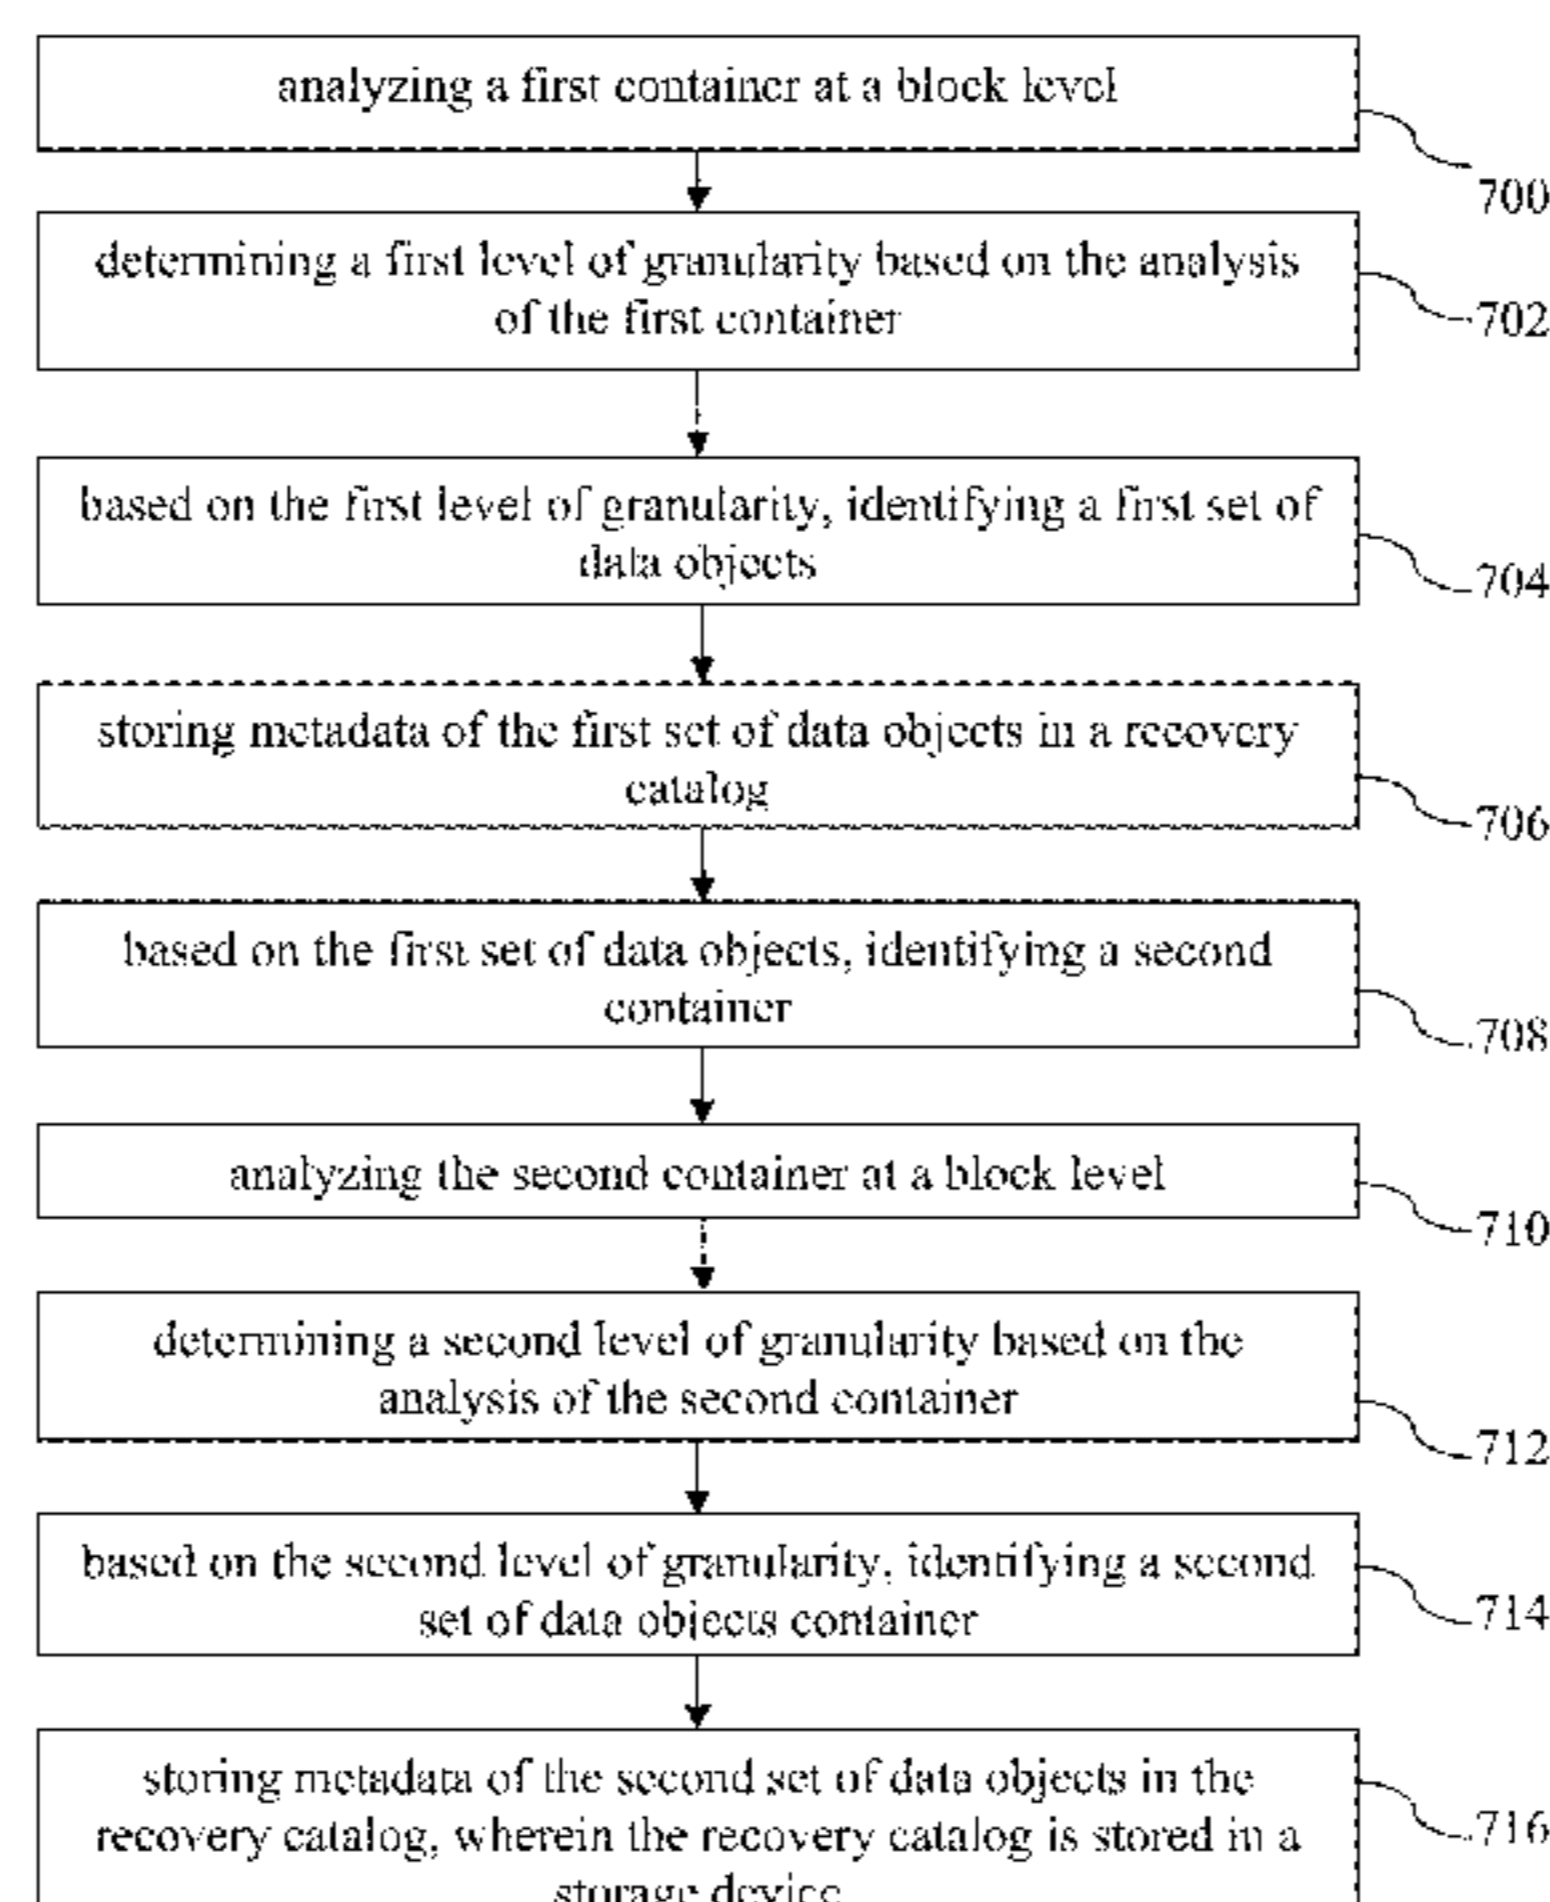 analyzing a first container at a block level
700
determining a first level of granularity based on the analysis
of the first container
702
based on the first level of granularity, identifying a first set of
data objects
704
storing metadata of the first set of data objects in a recovery
catalog
706
based on the first set of data objects, identifying a second
container
708
analyzing the second container at a block level
710
determining a second level of granularity based on the
analysis of the second container
712
based on the second level of granularity, identifying a second
set of data objects container
714
storing metadata of the second set of data objects in the
recovery catalog, wherein the recovery catalog is stored in a
storage device
716